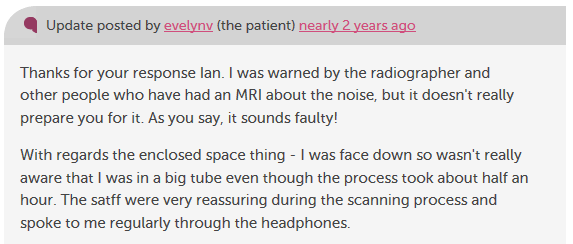 Update posted by evelynv (the patient) nearly 2 years ago
Thanks for your response Ian. I was warned by the radiographer and
other people who have had an MRI about the noise, but it doesn't really
prepare you for it. As you say, it sounds faulty!
With regards the enclosed space thing - I was face down so wasn't really
aware that I was in a big tube even though the process took about half an
hour. The satff were very reassuring during the scanning process and
spoke to me regularly through the headphones.